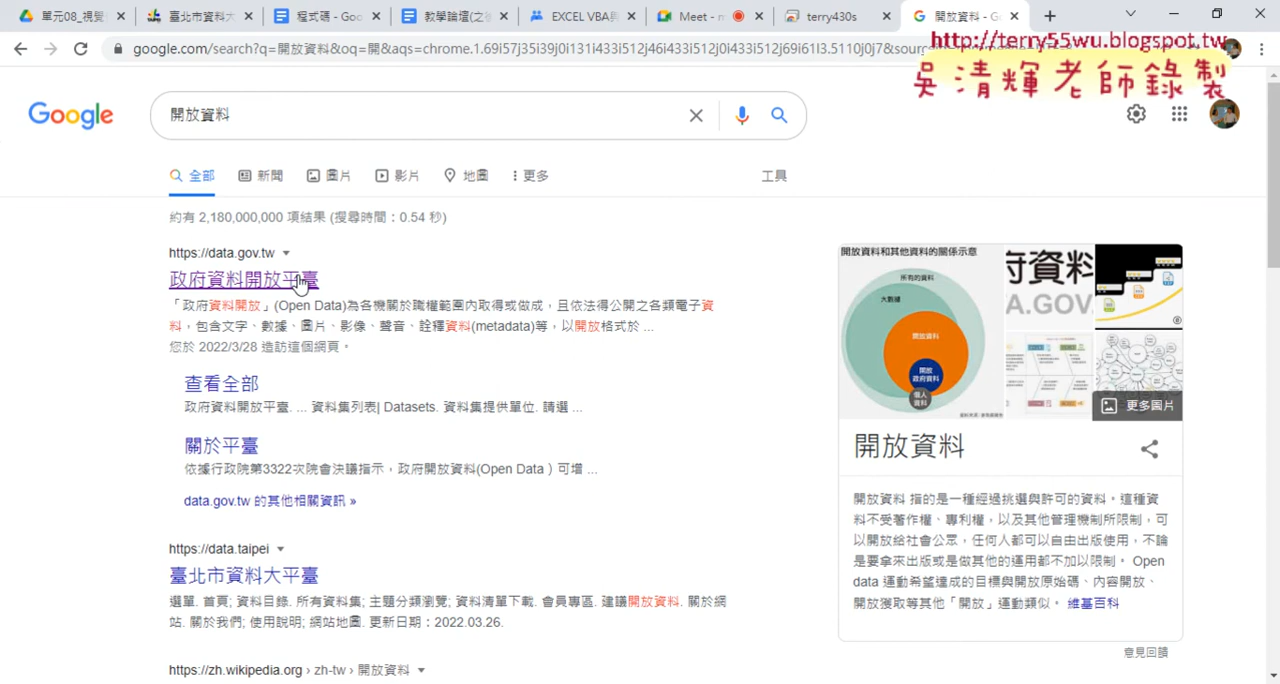 單元08_視覺
臺北市資料大
程式碼 - Goo
教學論壇(之後
EXCEL VBA與
Meet - m
terry430s
開放資料 - Go
google.com/search?q=開放資料&oq=開&aqs=chrome.1.69i57j35i39j0i131i433i512j46i433i512j0i433i512j69i61l3.5110j0j7&sou
http://terry55wu.blogspot.tw
吳清輝老師錄製
Google
開放資料
全部
新聞
圖片
影片
地圖
更多
工具
約有 2,180,000,000 項結果 (搜尋時間：0.54 秒)
https://data.gov.tw
政府資料開放平臺
「政府資料開放」(Open Data)為各機關於職權範圍內取得或做成，且依法得公開之各類電子資
料，包含文字、數據、圖片、影像、聲音、詮釋資料(metadata)等，以開放格式於 ...
您於 2022/3/28 造訪這個網頁。
查看全部
政府資料開放平臺. ... 資料集列表| Datasets. 資料集提供單位. 請選 ...
關於平臺
依據行政院第3322次院會決議指示，政府開放資料(Open Data ) 可增 ...
data.gov.tw 的其他相關資訊 »
https://data.taipei
臺北市資料大平臺
選單. 首頁; 資料目錄. 所有資料集; 主題分類瀏覽; 資料清單下載. 會員專區. 建議開放資料. 關於網
站. 關於我們; 使用說明; 網站地圖. 更新日期：2022.03.26.
https://zh.wikipedia.org › zh-tw › 開放資料
開放資料和其他資料的關係示意
所有的資料
大數據
開放資料
開放
政府資料
個人
資料
府資料
TA.GOV.
更多圖片
開放資料
開放資料 指的是一種經過挑選與許可的資料。這種資
料不受著作權、專利權，以及其他管理機制所限制，可
以開放給社會公眾，任何人都可以自由出版使用，不論
是要拿來出版或是做其他的運用都不加以限制。 Open
data 運動希望達成的目標與開放原始碼、內容開放、
開放獲取等其他「開放」運動類似。 維基百科
意見回饋